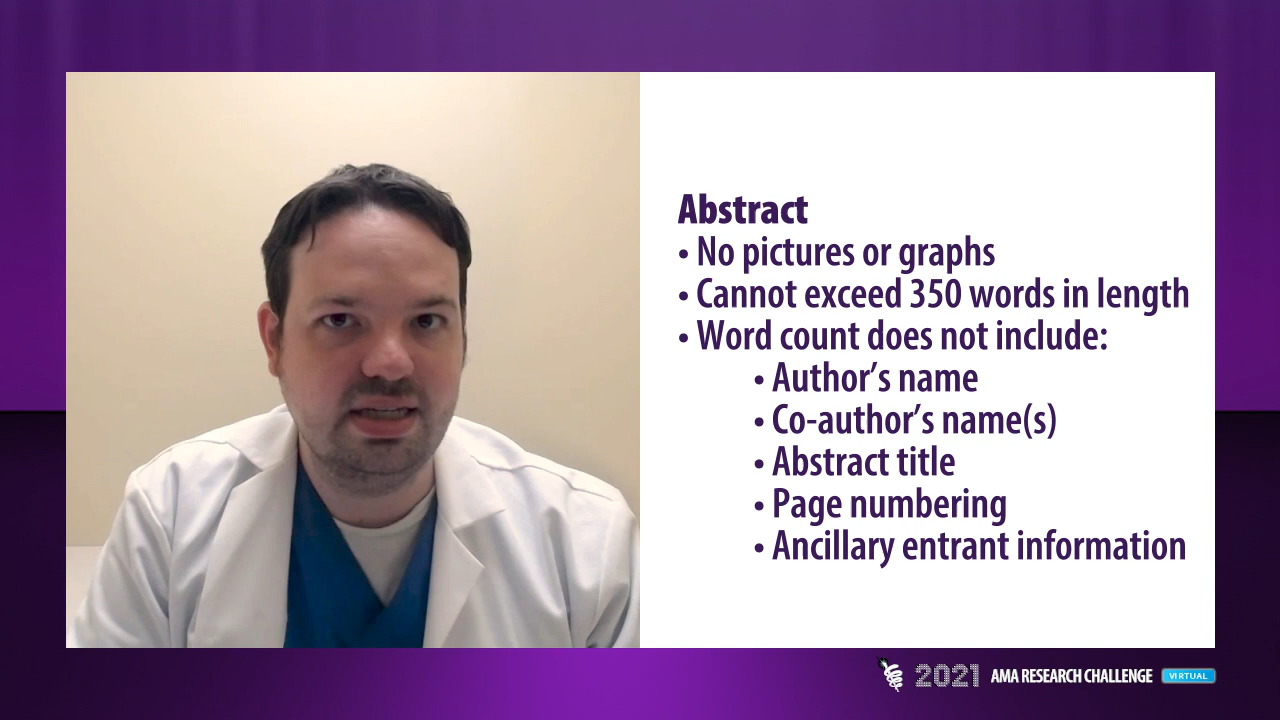 Abstract
• No pictures or graphs
• Cannot exceed 350 words in length
• Word count does not include:
• Author’s name
• Co-author’s name(s)
• Abstract title
• Page numbering
• Ancillary entrant information
2021 AMA RESEARCH CHALLENGE VIRTUAL